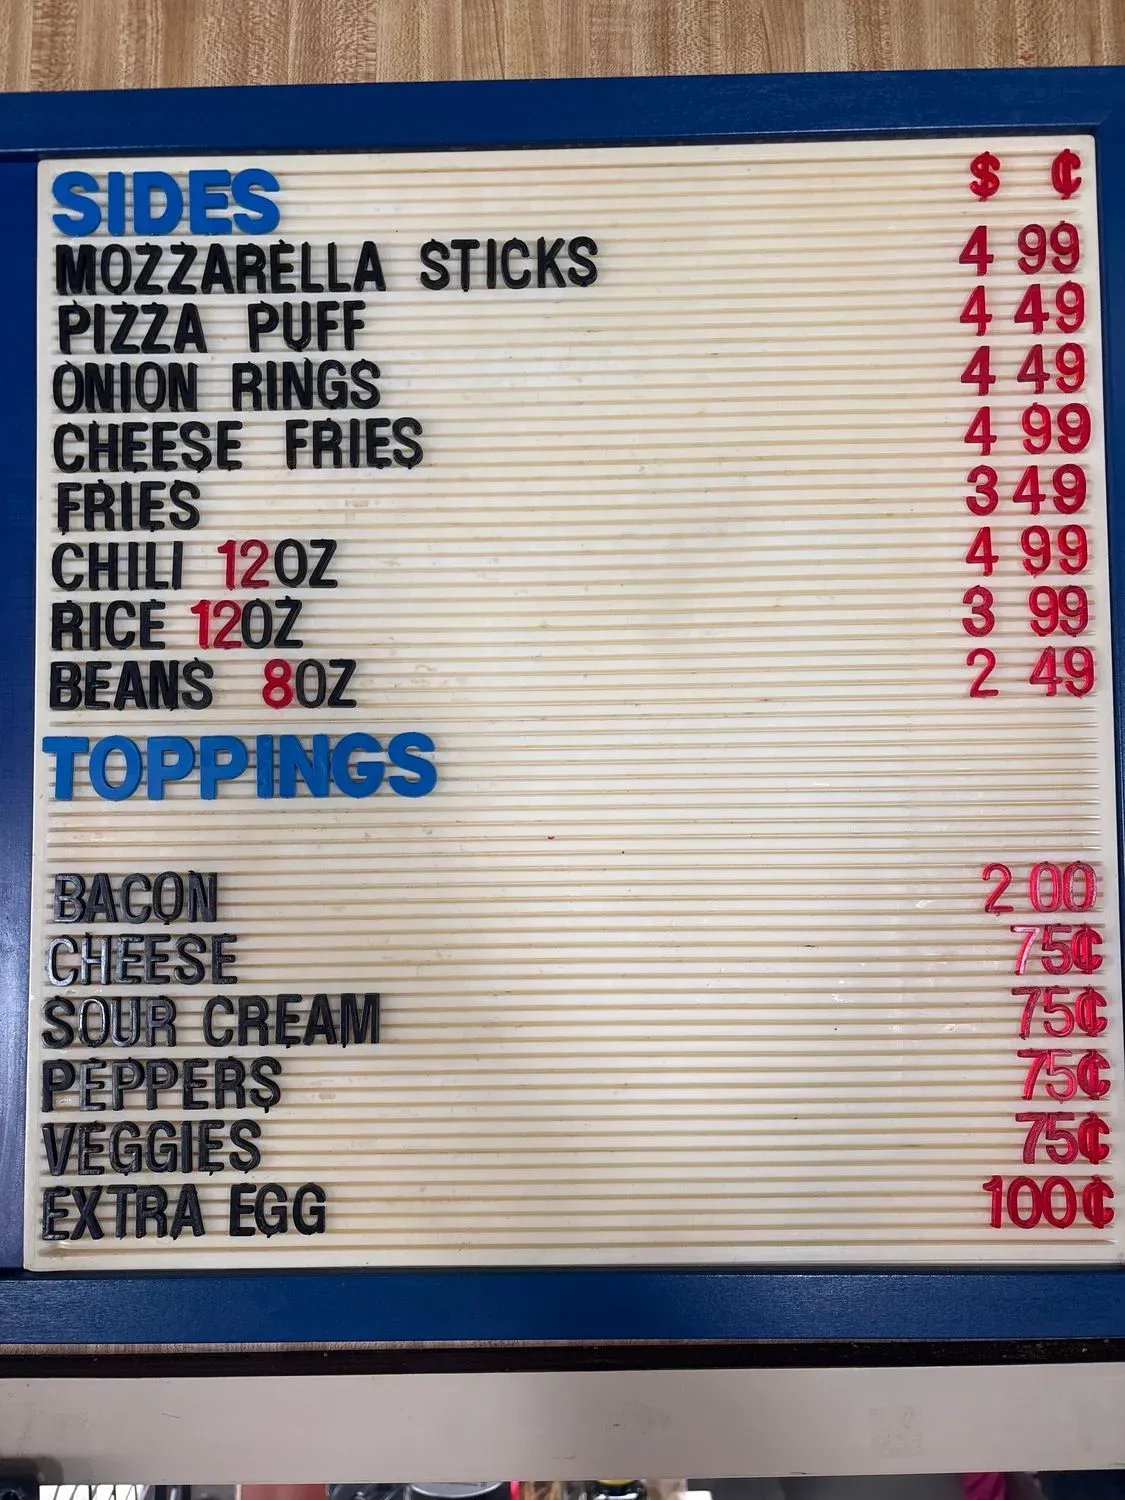 SIDES $ ¢
MOZZARELLA STICKS 4 99
PIZZA PUFF 4 49
ONION RINGS 4 49
CHEESE FRIES 4 99
FRIES 3 49
CHILI 12OZ 4 99
RICE 12OZ 3 99
BEANS 8OZ 2 49
TOPPINGS
BACON 2 00
CHEESE 75¢
SOUR CREAM 75¢
PEPPERS 75¢
VEGGIES 75¢
EXTRA EGG 100¢